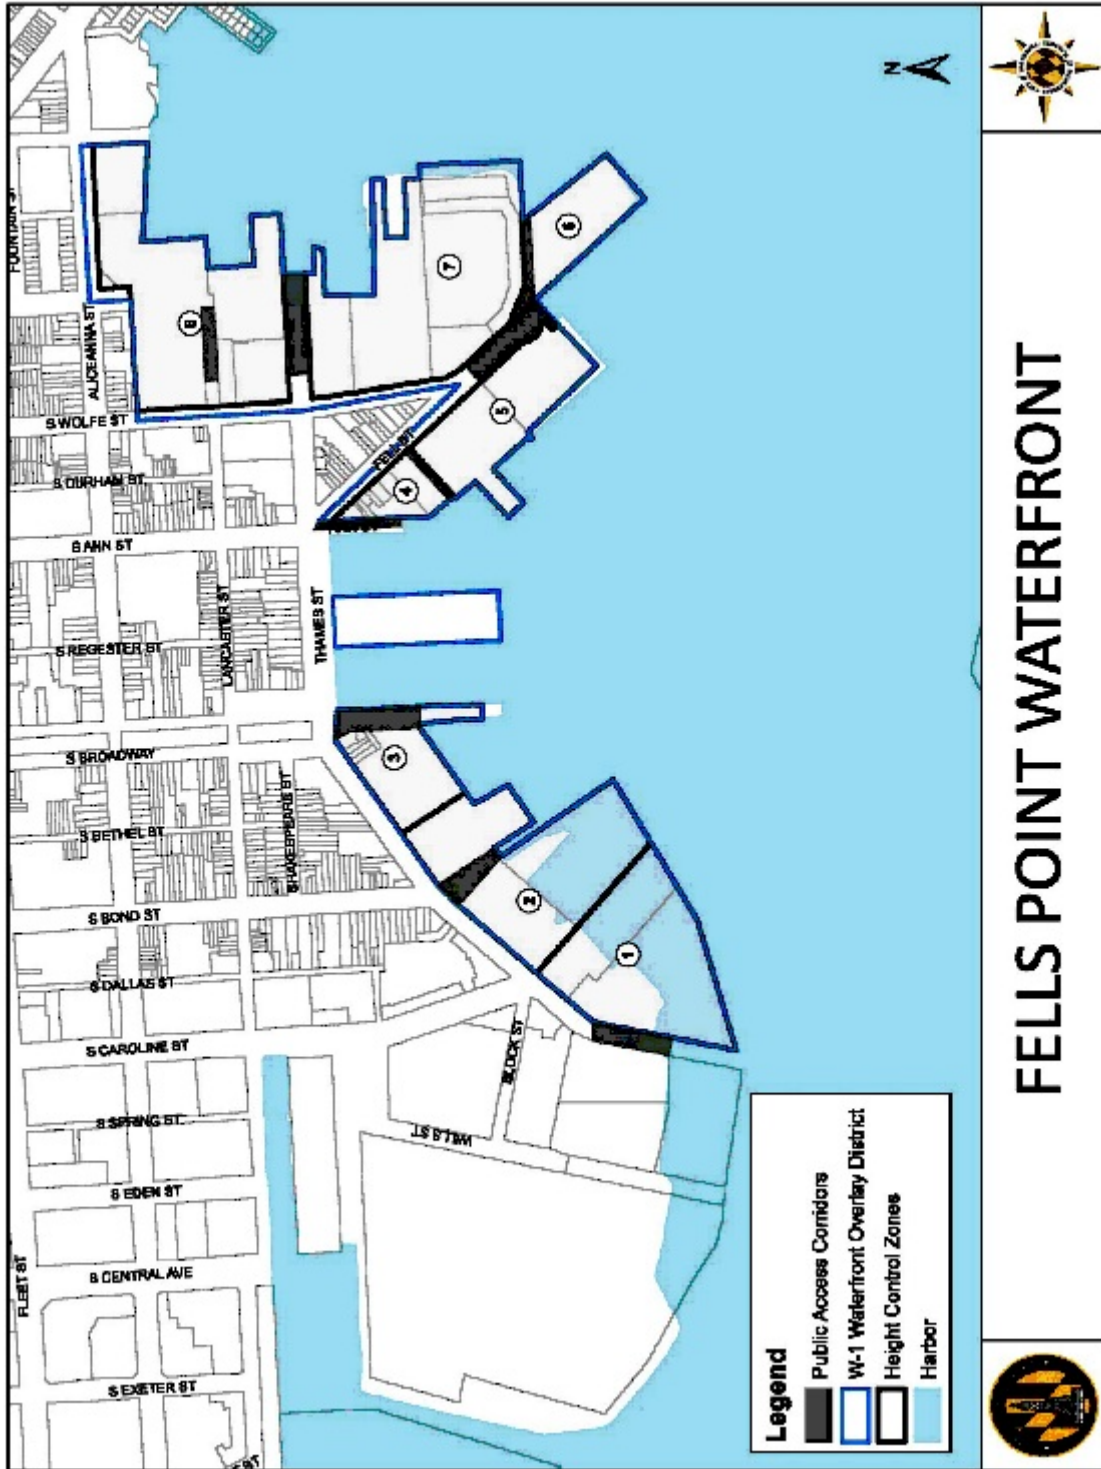 FELLS POINT WATERFRONT
N
Legend
Public Access Corridors
W-1 Waterfront Overlay District
Height Control Zones
Harbor
FLEET ST
S EXETER ST
S CENTRAL AVE
S EDEN ST
S SPRING ST
S CAROLINE ST
S DALLAS ST
S BOND ST
S BETHEL ST
S BROADWAY
S REGESTER ST
S ANN ST
S DURHAM ST
S WOLFE ST
FOUNTAIN ST
ALICEANNA ST
LANCASTER ST
SHAKESPEARE ST
THAMES ST
FELL ST
BLOCK ST
WILLS ST
1
2
3
4
5
6
7
8